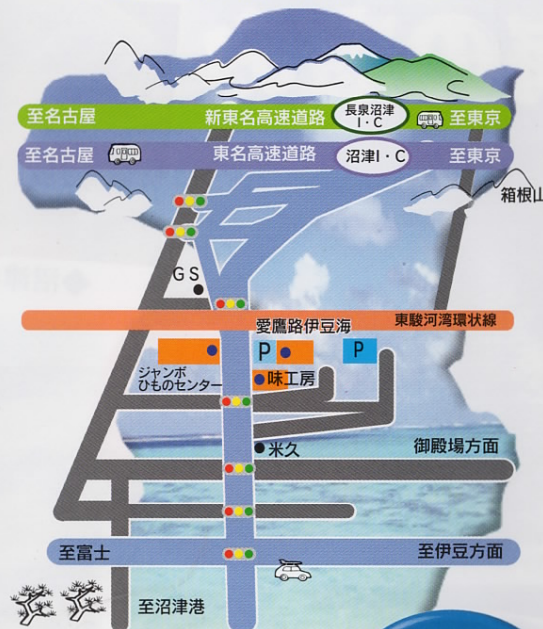 至名古屋 新東名高速道路 長泉沼津 I・C 至東京
至名古屋 東名高速道路 沼津I・C 至東京
箱根山
GS
東駿河湾環状線
愛鷹路伊豆海
P P
ジャンボ
ひものセンター
味工房
米久
御殿場方面
至富士 至伊豆方面
至沼津港